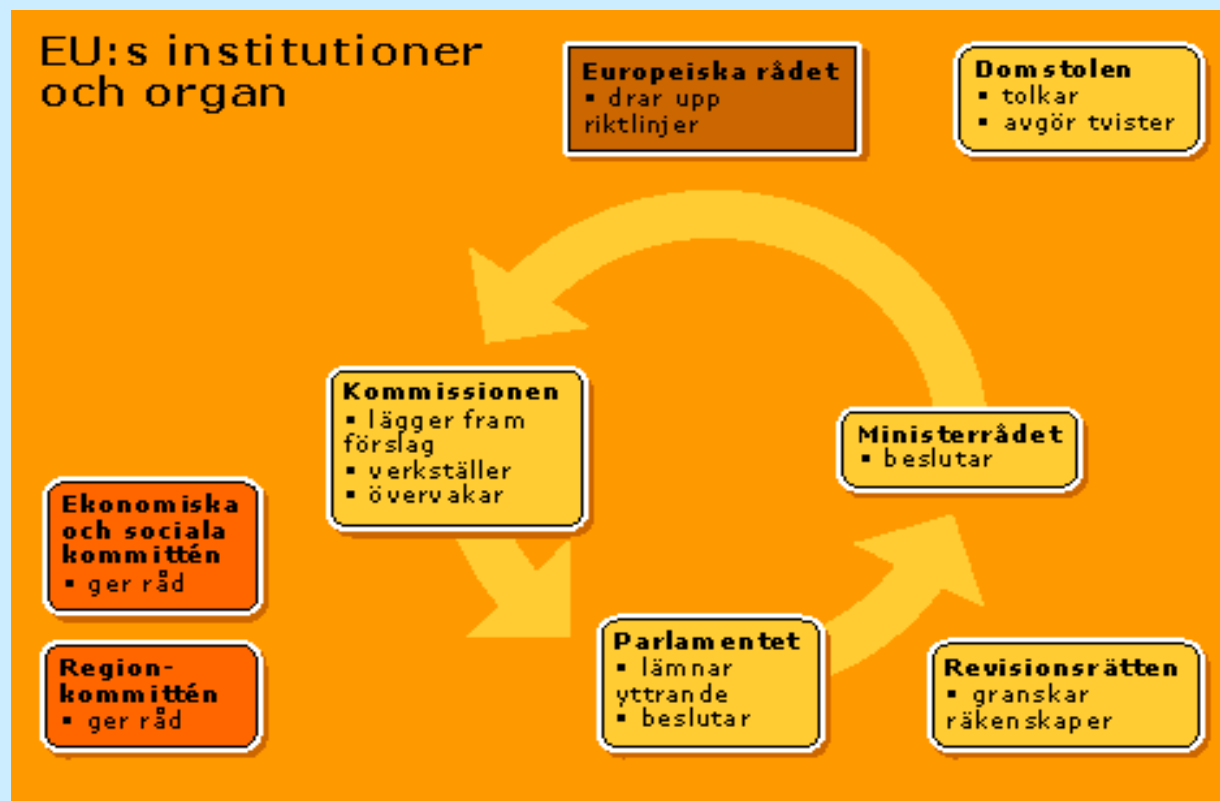 EU:s institutioner
och organ
Europeiska rådet
▪ drar upp
riktlinjer
Domstolen
▪ tolkar
▪ avgör tvister
Kommissionen
▪ lägger fram
förslag
▪ verkställer
▪ övervakar
Ministerrådet
▪ beslutar
Ekonomiska
och sociala
kommittén
▪ ger råd
Region-
kommittén
▪ ger råd
Parlamentet
▪ lämnar
yttrande
▪ beslutar
Revisionsrätten
▪ granskar
räkenskaper